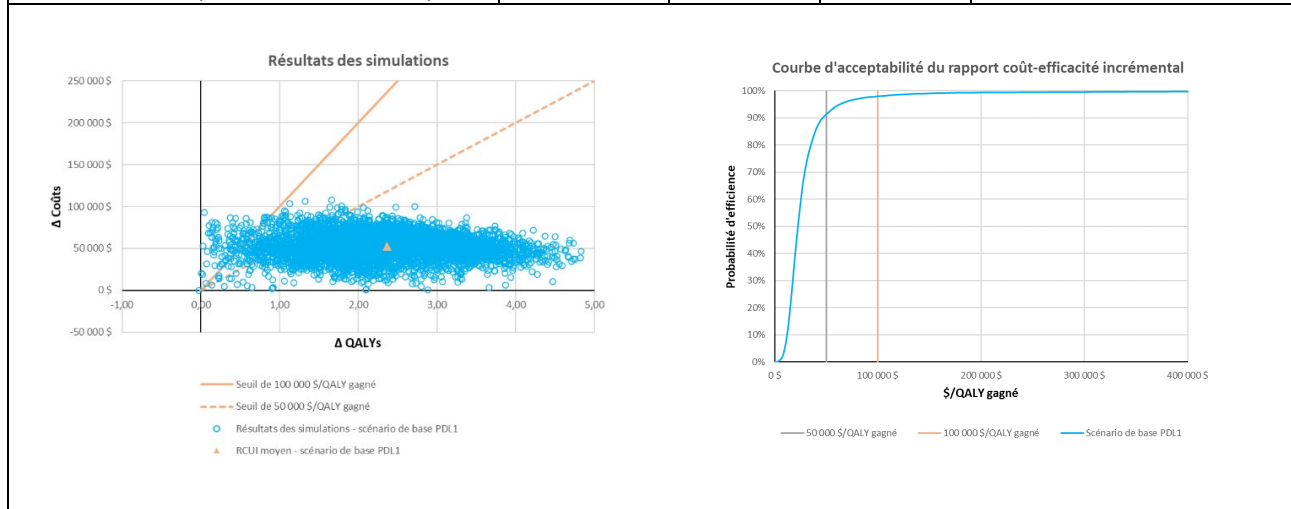 Résultats des simulations
250 000 $
200 000 $
150 000 $
100 000 $
50 000 $
0 $
-50 000 $
Δ Coûts
-1,00 0,00 1,00 2,00 3,00 4,00 5,00
Δ QALYs
Seuil de 100 000 $/QALY gagné
Seuil de 50 000 $/QALY gagné
Résultats des simulations - scénario de base PDL1
RCUI moyen - scénario de base PDL1
Courbe d'acceptabilité du rapport coût-efficacité incrémental
100%
90%
80%
70%
60%
50%
40%
30%
20%
10%
0%
Probabilité d'efficience
0 $ 100 000 $ 200 000 $ 300 000 $ 400 000 $
$/QALY gagné
50 000 $/QALY gagné 100 000 $/QALY gagné Scénario de base PDL1